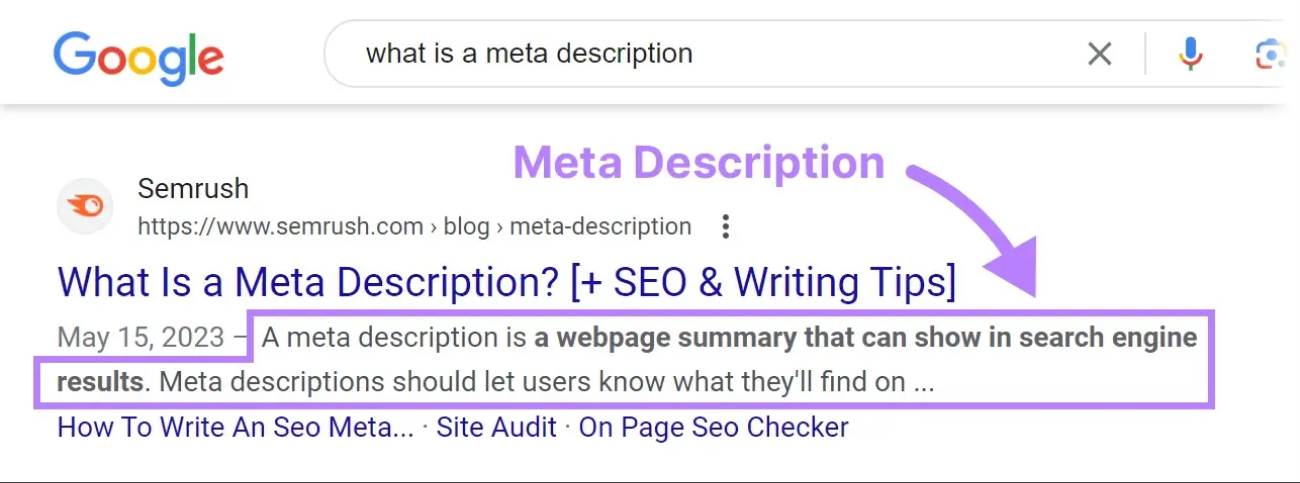 Google
what is a meta description
Meta Description
Semrush
https://www.semrush.com › blog › meta-description
What Is a Meta Description? [+ SEO & Writing Tips]
May 15, 2023 — A meta description is a webpage summary that can show in search engine
results. Meta descriptions should let users know what they'll find on ...
How To Write An Seo Meta... · Site Audit · On Page Seo Checker